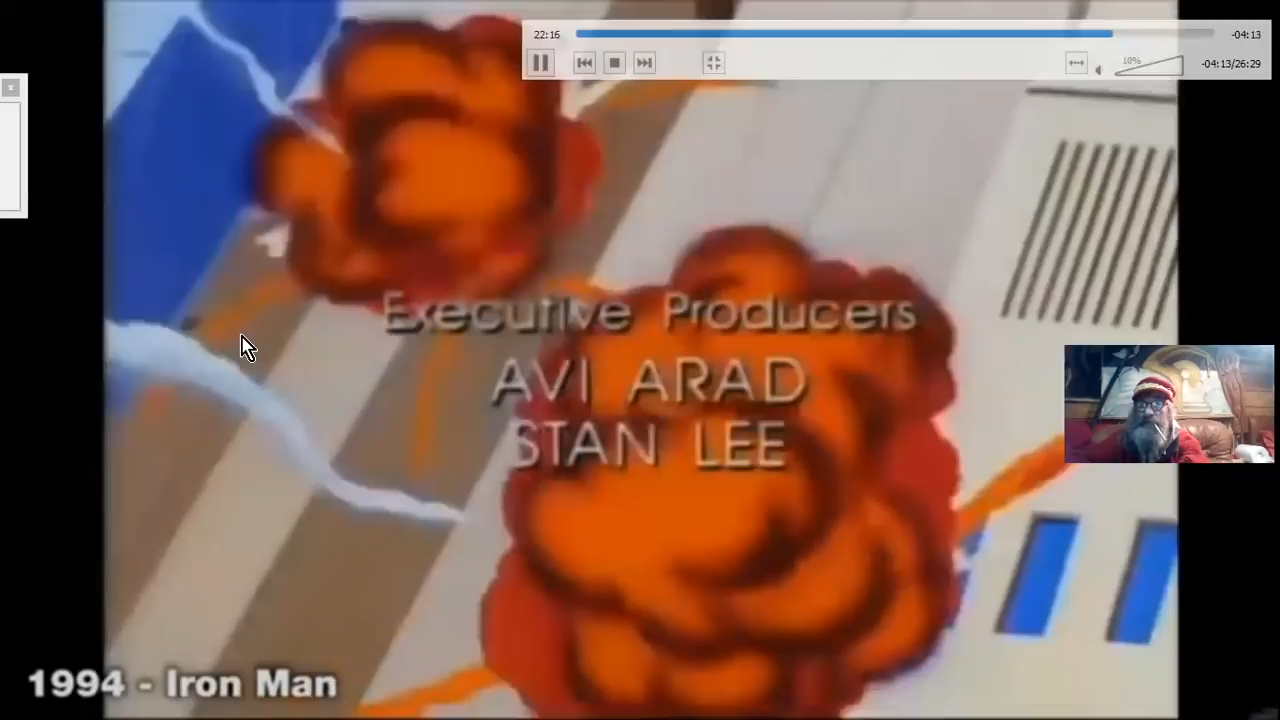 22:16
-04:13
10%
-04:13/26:29
Executive Producers
AVI ARAD
STAN LEE
1994 - Iron Man